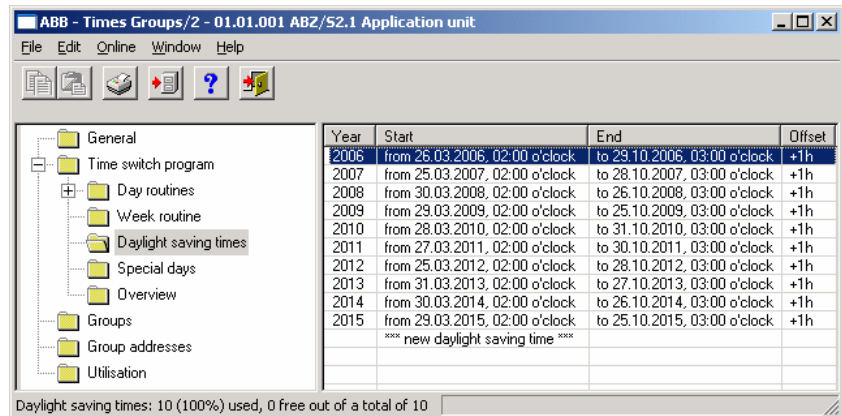 ABB - Times Groups/2 - 01.01.001 ABZ/S2.1 Application unit
File Edit Online Window Help
General
Time switch program
Day routines
Week routine
Daylight saving times
Special days
Overview
Groups
Group addresses
Utilisation
Year Start End Offset
2006 from 26.03.2006, 02:00 o'clock to 29.10.2006, 03:00 o'clock +1h
2007 from 25.03.2007, 02:00 o'clock to 28.10.2007, 03:00 o'clock +1h
2008 from 30.03.2008, 02:00 o'clock to 26.10.2008, 03:00 o'clock +1h
2009 from 29.03.2009, 02:00 o'clock to 25.10.2009, 03:00 o'clock +1h
2010 from 28.03.2010, 02:00 o'clock to 31.10.2010, 03:00 o'clock +1h
2011 from 27.03.2011, 02:00 o'clock to 30.10.2011, 03:00 o'clock +1h
2012 from 25.03.2012, 02:00 o'clock to 28.10.2012, 03:00 o'clock +1h
2013 from 31.03.2013, 02:00 o'clock to 27.10.2013, 03:00 o'clock +1h
2014 from 30.03.2014, 02:00 o'clock to 26.10.2014, 03:00 o'clock +1h
2015 from 29.03.2015, 02:00 o'clock to 25.10.2015, 03:00 o'clock +1h
*** new daylight saving time ***
Daylight saving times: 10 (100%) used, 0 free out of a total of 10